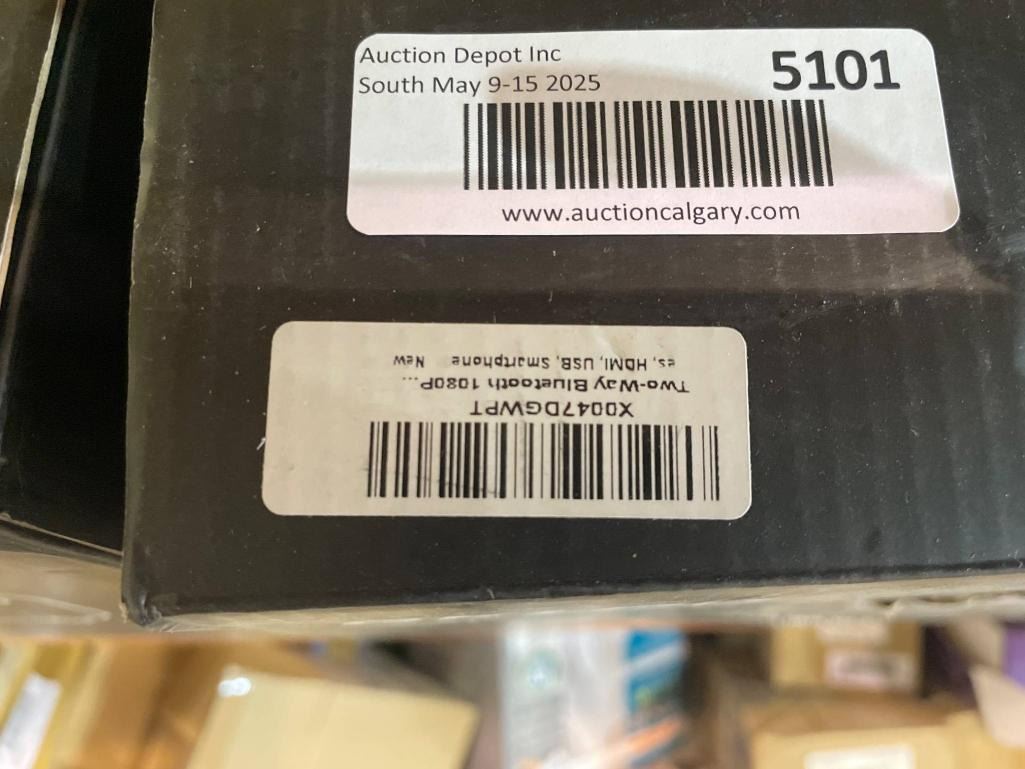 Auction Depot Inc
South May 9-15 2025
5101
www.auctioncalgary.com
X0047DGWPT
Two-Way Bluetooth 1080P...
es, HDMI, USB, Smartphone New